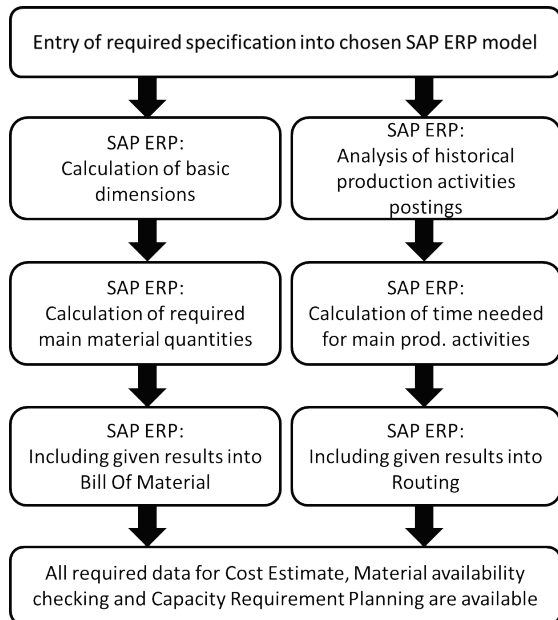 Entry of required specification into chosen SAP ERP model
SAP ERP:
Calculation of basic
dimensions
SAP ERP:
Analysis of historical
production activities
postings
SAP ERP:
Calculation of required
main material quantities
SAP ERP:
Calculation of time needed
for main prod. activities
SAP ERP:
Including given results into
Bill Of Material
SAP ERP:
Including given results into
Routing
All required data for Cost Estimate, Material availability
checking and Capacity Requirement Planning are available